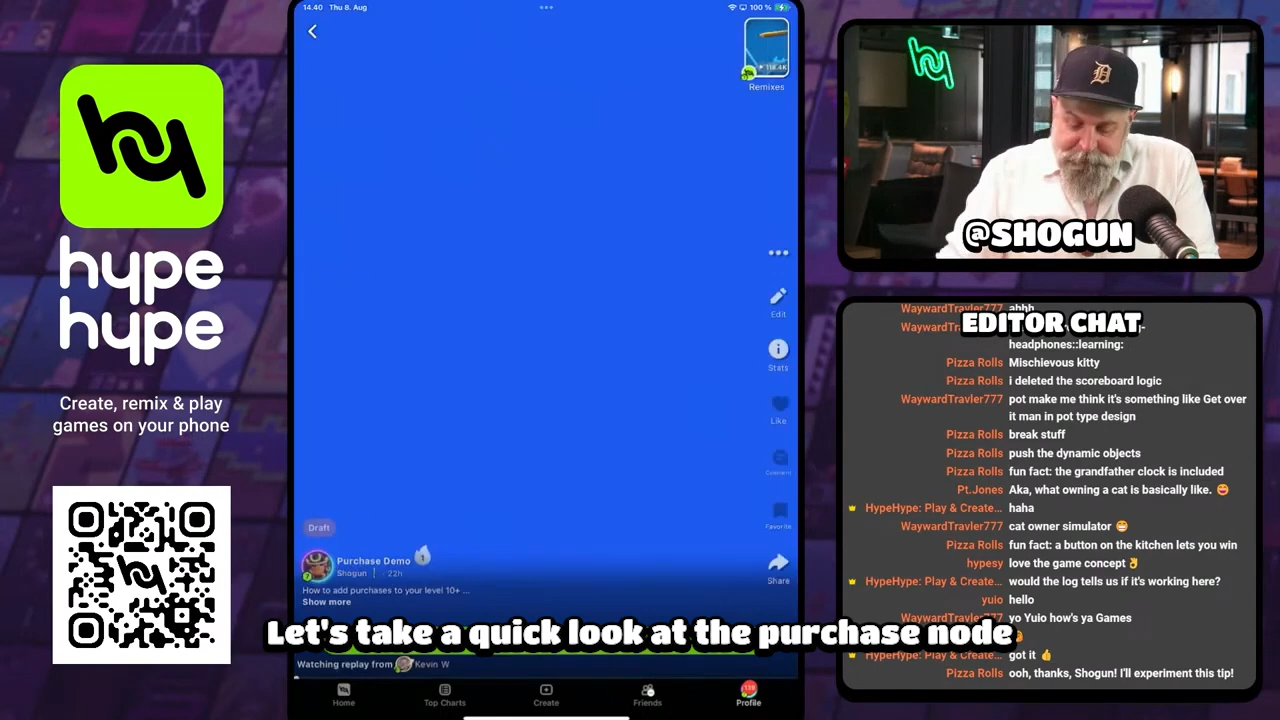 hype
hype
Create, remix & play
games on your phone
14.40 Thu 8. Aug
100 %
Remixes
Edit
Stats
Like
Comment
Favorite
Share
Draft
Purchase Demo
1
Shogun
22h
How to add purchases to your level 10+ ...
Show more
Let's take a quick look at the purchase node
Watching replay from Kevin W
Home
Top Charts
Create
Friends
Profile
D
@SHOGUN
EDITOR CHAT
WaywardTravler777 ahhh
headphones::learning:
Pizza Rolls Mischievous kitty
Pizza Rolls i deleted the scoreboard logic
WaywardTravler777 pot make me think it's something like Get over
it man in pot type design
Pizza Rolls break stuff
Pizza Rolls push the dynamic objects
Pizza Rolls fun fact: the grandfather clock is included
Pt.Jones Aka, what owning a cat is basically like.
HypeHype: Play & Create... haha
WaywardTravler777 cat owner simulator
Pizza Rolls fun fact: a button on the kitchen lets you win
hypesy love the game concept
HypeHype: Play & Create... would the log tells us if it's working here?
yuio hello
WaywardTravler777 yo Yuio how's ya Games
HypeHype: Play & Create... got it
Pizza Rolls ooh, thanks, Shogun! I'll experiment this tip!